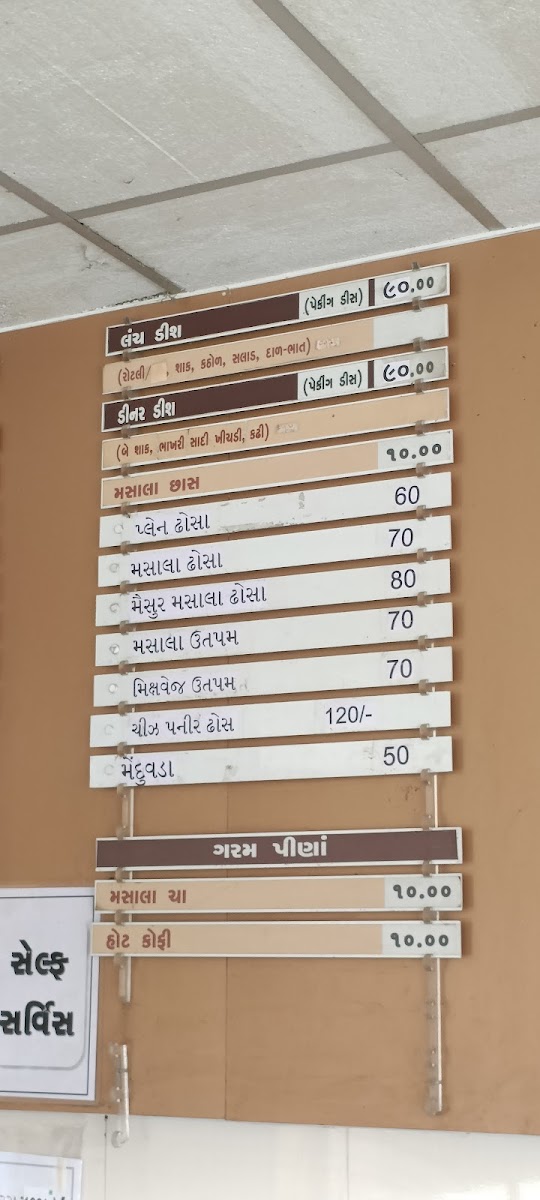 લંચ ડીશ (પેકીંગ ડીસ) ૯૦.૦૦
(રોટલી/ , શાક, કઠોળ, સલાડ, દાળ-ભાત)
ડીનર ડીશ (પેકીંગ ડીસ) ૯૦.૦૦
(બે શાક, ભાખરી સાદી ખીચડી, કઢી)
મસાલા છાસ ૧૦.૦૦
પ્લેન ઢોસા 60
મસાલા ઢોસા 70
મૈસુર મસાલા ઢોસા 80
મસાલા ઉતપમ 70
મિક્ષવેજ ઉતપમ 70
ચીઝ પનીર ઢોસ 120/-
મેંદુવડા 50
ગરમ પીણાં
મસાલા ચા ૧૦.૦૦
હોટ કોફી ૧૦.૦૦
સેલ્ફ
સર્વિસ